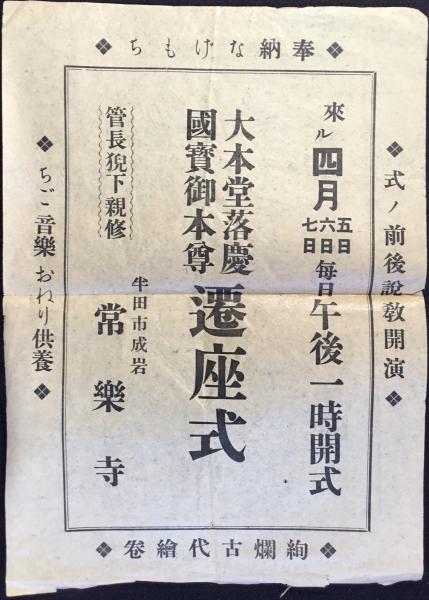 奉納なげもち
式ノ前後說教開演
來ル四月五日六日七日每日午後一時開式
大本堂落慶
國寶御本尊
遷座式
管長猊下親修
半田市成岩
常樂寺
ちご音樂おねり供養
絢爛古代繪卷